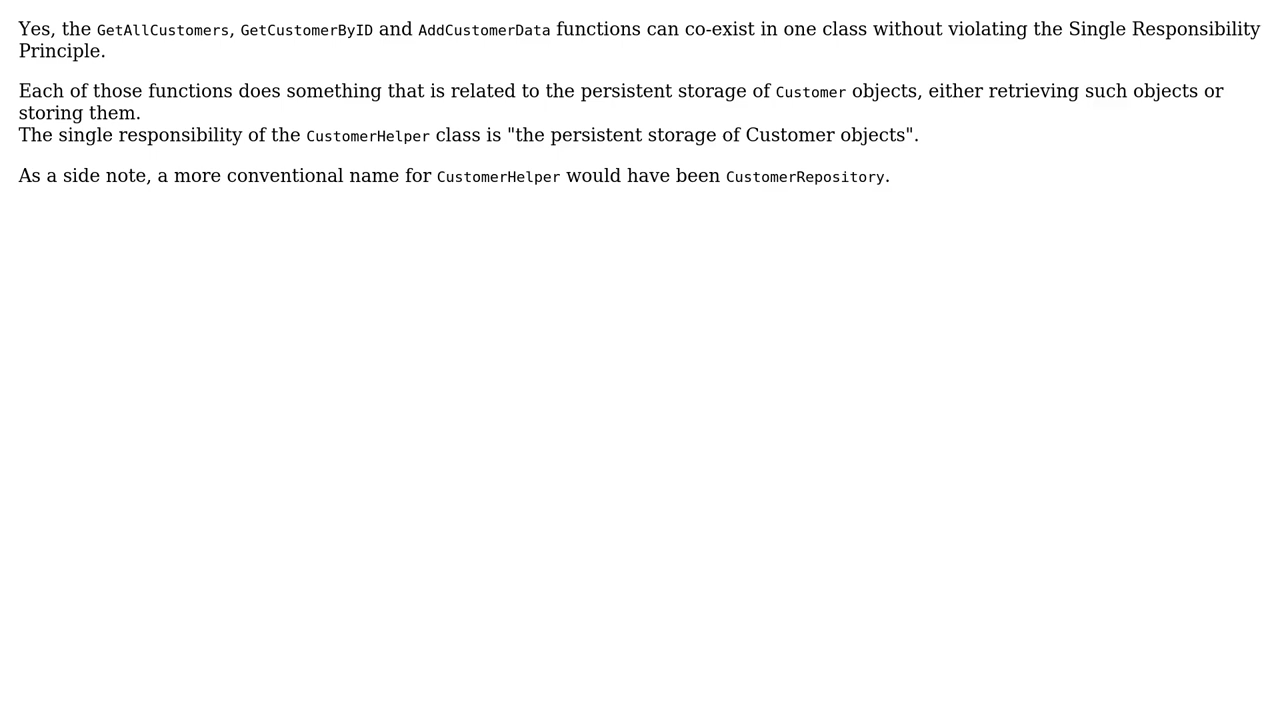 Yes, the GetAllCustomers, GetCustomerByID and AddCustomerData functions can co-exist in one class without violating the Single Responsibility
Principle.
Each of those functions does something that is related to the persistent storage of Customer objects, either retrieving such objects or
storing them.
The single responsibility of the CustomerHelper class is "the persistent storage of Customer objects".
As a side note, a more conventional name for CustomerHelper would have been CustomerRepository.